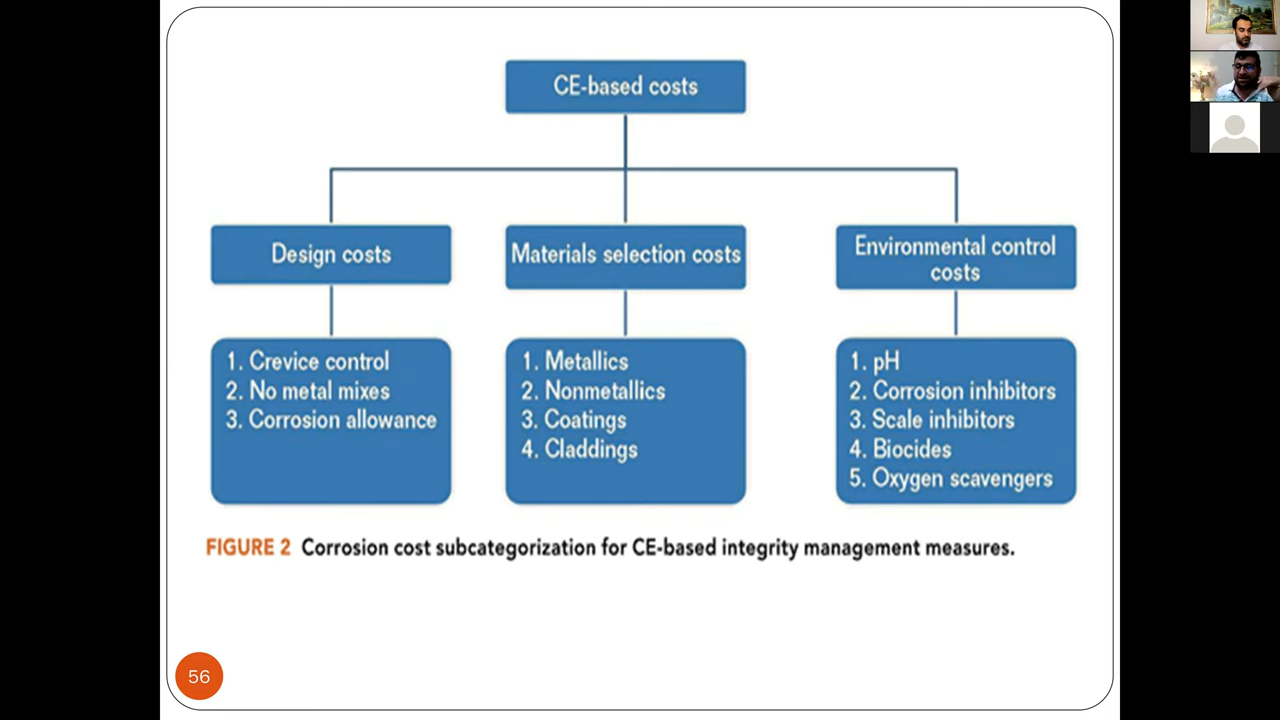 CE-based costs
Design costs
Materials selection costs
Environmental control
costs
1. Crevice control
2. No metal mixes
3. Corrosion allowance
1. Metallics
2. Nonmetallics
3. Coatings
4. Claddings
1. pH
2. Corrosion inhibitors
3. Scale inhibitors
4. Biocides
5. Oxygen scavengers
FIGURE 2 Corrosion cost subcategorization for CE-based integrity management measures.
56